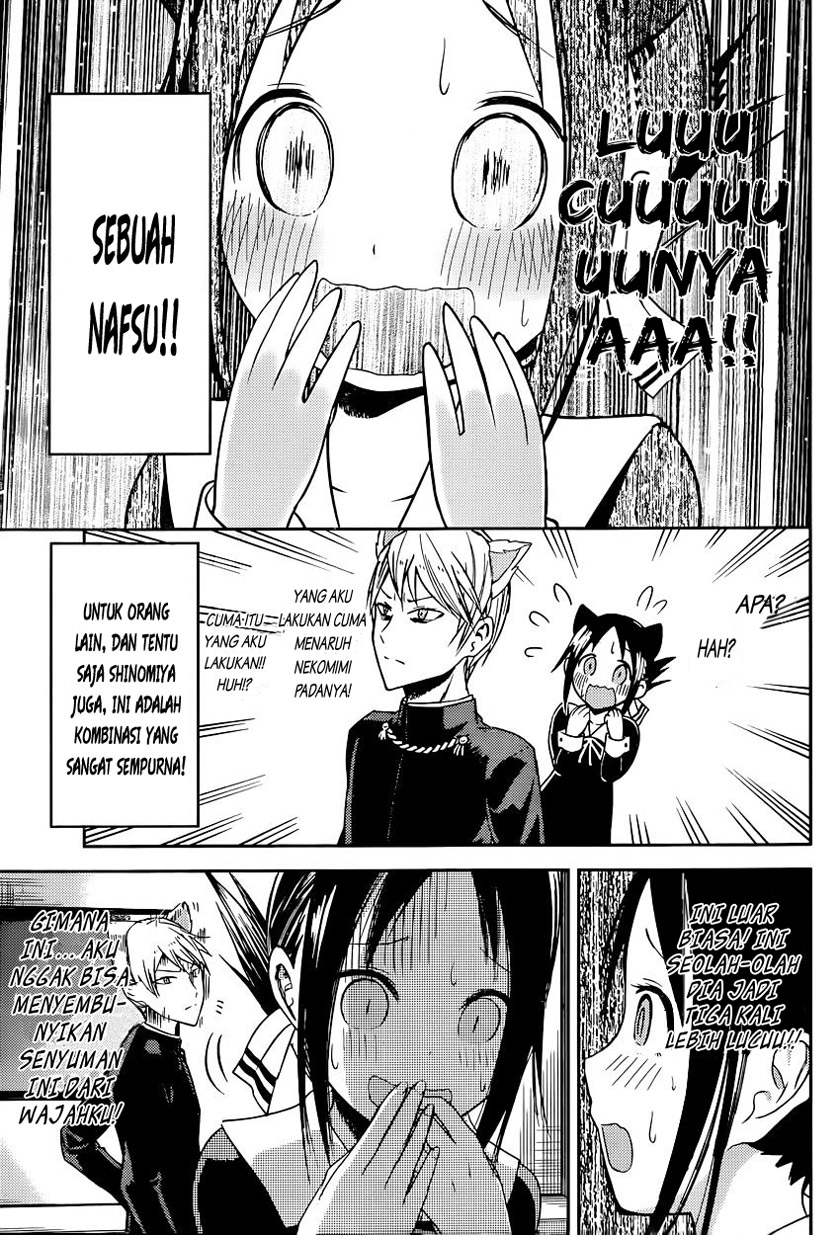 LUUU
CUUUUU
UUNYA
AAA!!
SEBUAH
NAFSU!!
APA?
HAH?
YANG AKU
LAKUKAN CUMA
MENARUH
NEKOMIMI
PADANYA!
CUMA ITU
YANG AKU
LAKUKAN!!
HUH!?
UNTUK ORANG
LAIN, DAN TENTU
SAJA SHINOMIYA
JUGA, INI ADALAH
KOMBINASI YANG
SANGAT SEMPURNA!
INI LUAR
BIASA! INI
SEOLAH-OLAH
DIA JADI
TIGA KALI
LEBIH LUCUU!!
GIMANA
INI... AKU
NGGAK BISA
MENYEMBU-
NYIKAN
SENYUMAN
INI DARI
WAJAHKU!